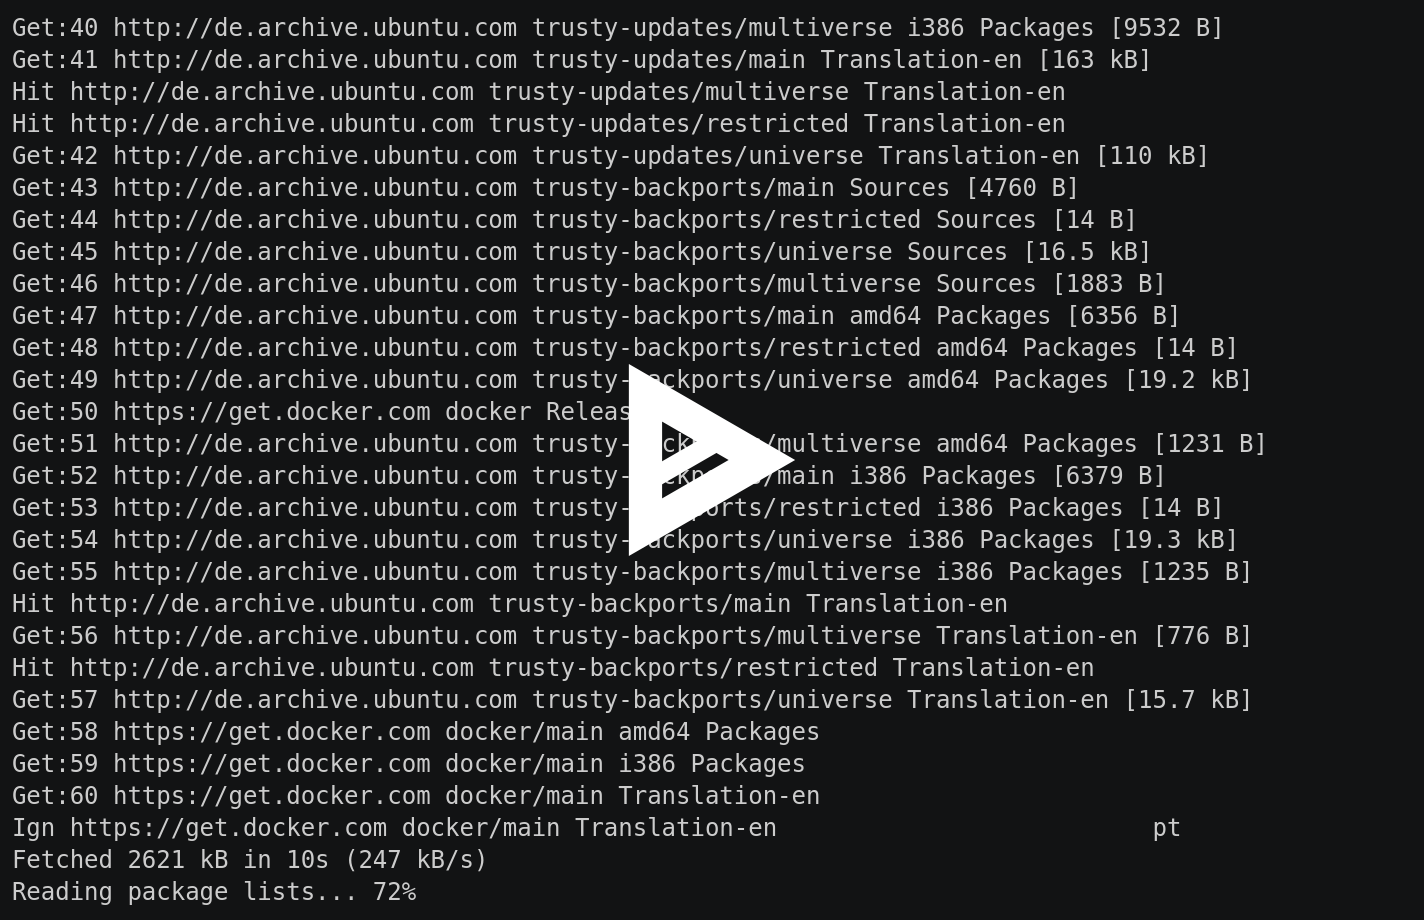 Get:40 http://de.archive.ubuntu.com trusty-updates/multiverse i386 Packages [9532 B]
Get:41 http://de.archive.ubuntu.com trusty-updates/main Translation-en [163 kB]
Hit http://de.archive.ubuntu.com trusty-updates/multiverse Translation-en
Hit http://de.archive.ubuntu.com trusty-updates/restricted Translation-en
Get:42 http://de.archive.ubuntu.com trusty-updates/universe Translation-en [110 kB]
Get:43 http://de.archive.ubuntu.com trusty-backports/main Sources [4760 B]
Get:44 http://de.archive.ubuntu.com trusty-backports/restricted Sources [14 B]
Get:45 http://de.archive.ubuntu.com trusty-backports/universe Sources [16.5 kB]
Get:46 http://de.archive.ubuntu.com trusty-backports/multiverse Sources [1883 B]
Get:47 http://de.archive.ubuntu.com trusty-backports/main amd64 Packages [6356 B]
Get:48 http://de.archive.ubuntu.com trusty-backports/restricted amd64 Packages [14 B]
Get:49 http://de.archive.ubuntu.com trusty-backports/universe amd64 Packages [19.2 kB]
Get:50 https://get.docker.com docker Release
Get:51 http://de.archive.ubuntu.com trusty-backports/multiverse amd64 Packages [1231 B]
Get:52 http://de.archive.ubuntu.com trusty-backports/main i386 Packages [6379 B]
Get:53 http://de.archive.ubuntu.com trusty-backports/restricted i386 Packages [14 B]
Get:54 http://de.archive.ubuntu.com trusty-backports/universe i386 Packages [19.3 kB]
Get:55 http://de.archive.ubuntu.com trusty-backports/multiverse i386 Packages [1235 B]
Hit http://de.archive.ubuntu.com trusty-backports/main Translation-en
Get:56 http://de.archive.ubuntu.com trusty-backports/multiverse Translation-en [776 B]
Hit http://de.archive.ubuntu.com trusty-backports/restricted Translation-en
Get:57 http://de.archive.ubuntu.com trusty-backports/universe Translation-en [15.7 kB]
Get:58 https://get.docker.com docker/main amd64 Packages
Get:59 https://get.docker.com docker/main i386 Packages
Get:60 https://get.docker.com docker/main Translation-en
Ign https://get.docker.com docker/main Translation-en pt
Fetched 2621 kB in 10s (247 kB/s)
Reading package lists... 72%